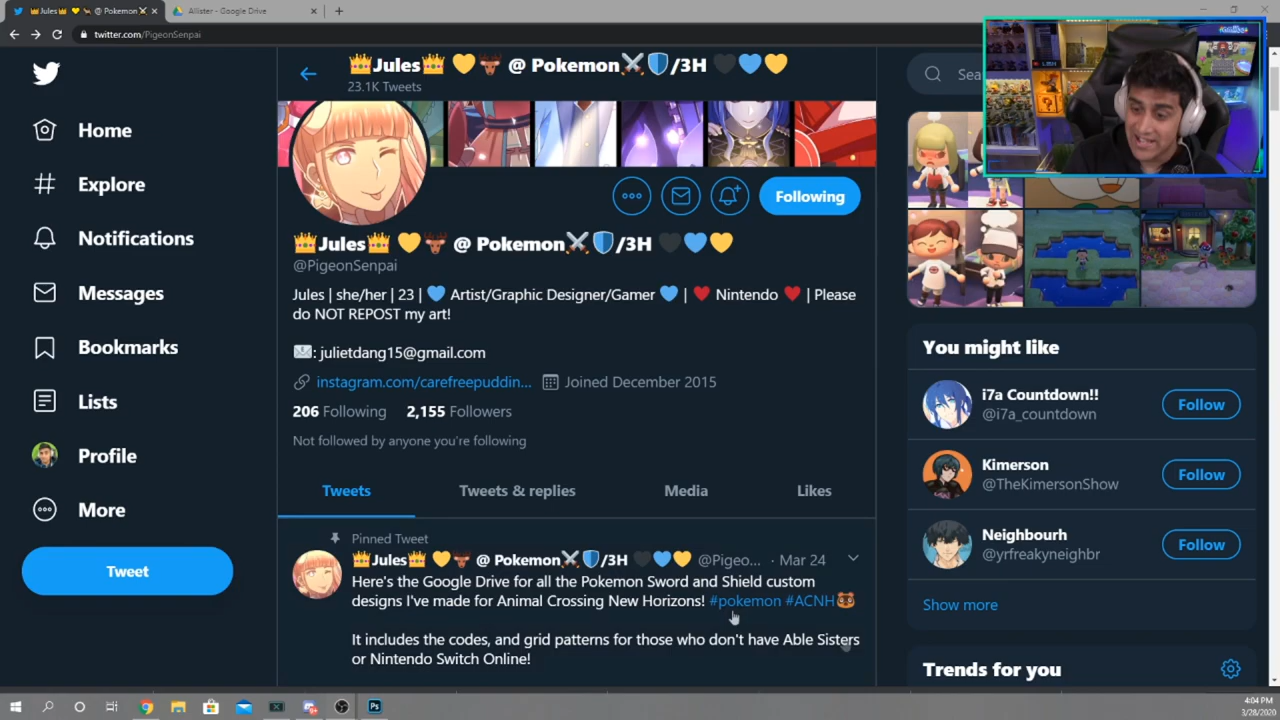 👑Jules👑 💛🦌 @ Pokemon⚔🛡
Allister - Google Drive
twitter.com/PigeonSenpai
👑Jules👑 💛🦌 @ Pokemon⚔🛡/3H 🖤💙💛
23.1K Tweets
Sea
Home
Explore
Notifications
Messages
Bookmarks
Lists
Profile
More
Tweet
Following
👑Jules👑 💛🦌 @ Pokemon⚔🛡/3H 🖤💙💛
@PigeonSenpai
Jules | she/her | 23 | 💙 Artist/Graphic Designer/Gamer 💙 | ♥ Nintendo ♥ | Please
do NOT REPOST my art!
✉: julietdang15@gmail.com
instagram.com/carefreepuddin... Joined December 2015
206 Following 2,155 Followers
Not followed by anyone you're following
Tweets Tweets & replies Media Likes
Pinned Tweet
👑Jules👑 💛🦌 @ Pokemon⚔🛡/3H 🖤💙💛 @Pigeo... · Mar 24
Here's the Google Drive for all the Pokemon Sword and Shield custom
designs I've made for Animal Crossing New Horizons! #pokemon #ACNH
It includes the codes, and grid patterns for those who don't have Able Sisters
or Nintendo Switch Online!
You might like
i7a Countdown!!
@i7a_countdown
Follow
Kimerson
@TheKimersonShow
Follow
Neighbourh
@yrfreakyneighbr
Follow
Show more
Trends for you
4:04 PM
3/28/2020